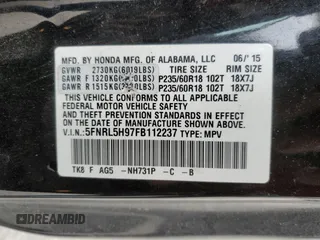 MFD. BY HONDA MFG. OF ALABAMA, LLC 06/15
GVWR 2730KG(6019LBS) TIRE SIZE RIM SIZE
GAWR F 1320KG( LBS) P235/60R18 102T 18X7J
GAWR R 1515KG( LBS) P235/60R18 102T 18X7J
THIS VEHICLE CONFORMS TO ALL APPLICABLE
FEDERAL MOTOR VEHICLE SAFETY AND
THEFT PREVENTION STANDARDS IN EFFECT ON
THE DATE OF MANUFACTURE SHOWN ABOVE.
V.I.N: 5FNRL5H97FB112237 TYPE: MPV
TK8 F AG5 -NH731P -C -B
DREAMBID